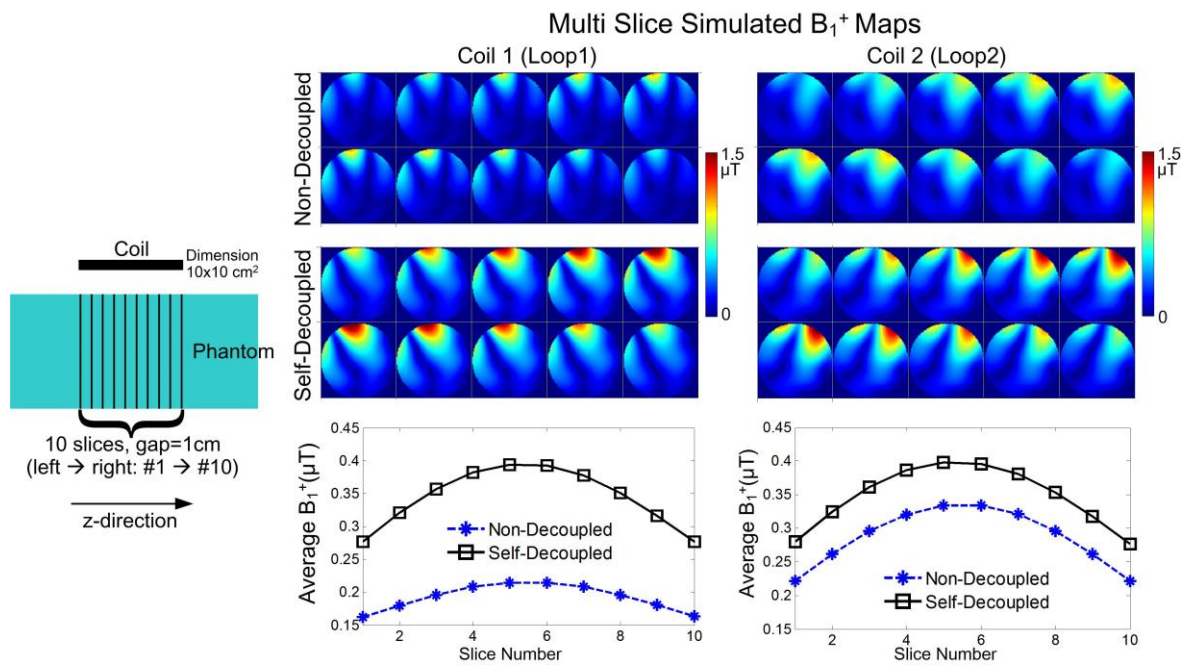 Multi Slice Simulated B₁⁺ Maps
Coil 1 (Loop1)
Coil 2 (Loop2)
Non-Decoupled
Self-Decoupled
1.5
μT
0
1.5
μT
0
Coil
Dimension
10x10 cm²
Phantom
10 slices, gap=1cm
(left → right: #1 → #10)
z-direction
Average B₁⁺(μT)
0.45
0.4
0.35
0.3
0.25
0.2
0.15
Non-Decoupled
Self-Decoupled
2 4 6 8 10
Slice Number
Average B₁⁺(μT)
0.45
0.4
0.35
0.3
0.25
0.2
0.15
Non-Decoupled
Self-Decoupled
2 4 6 8 10
Slice Number